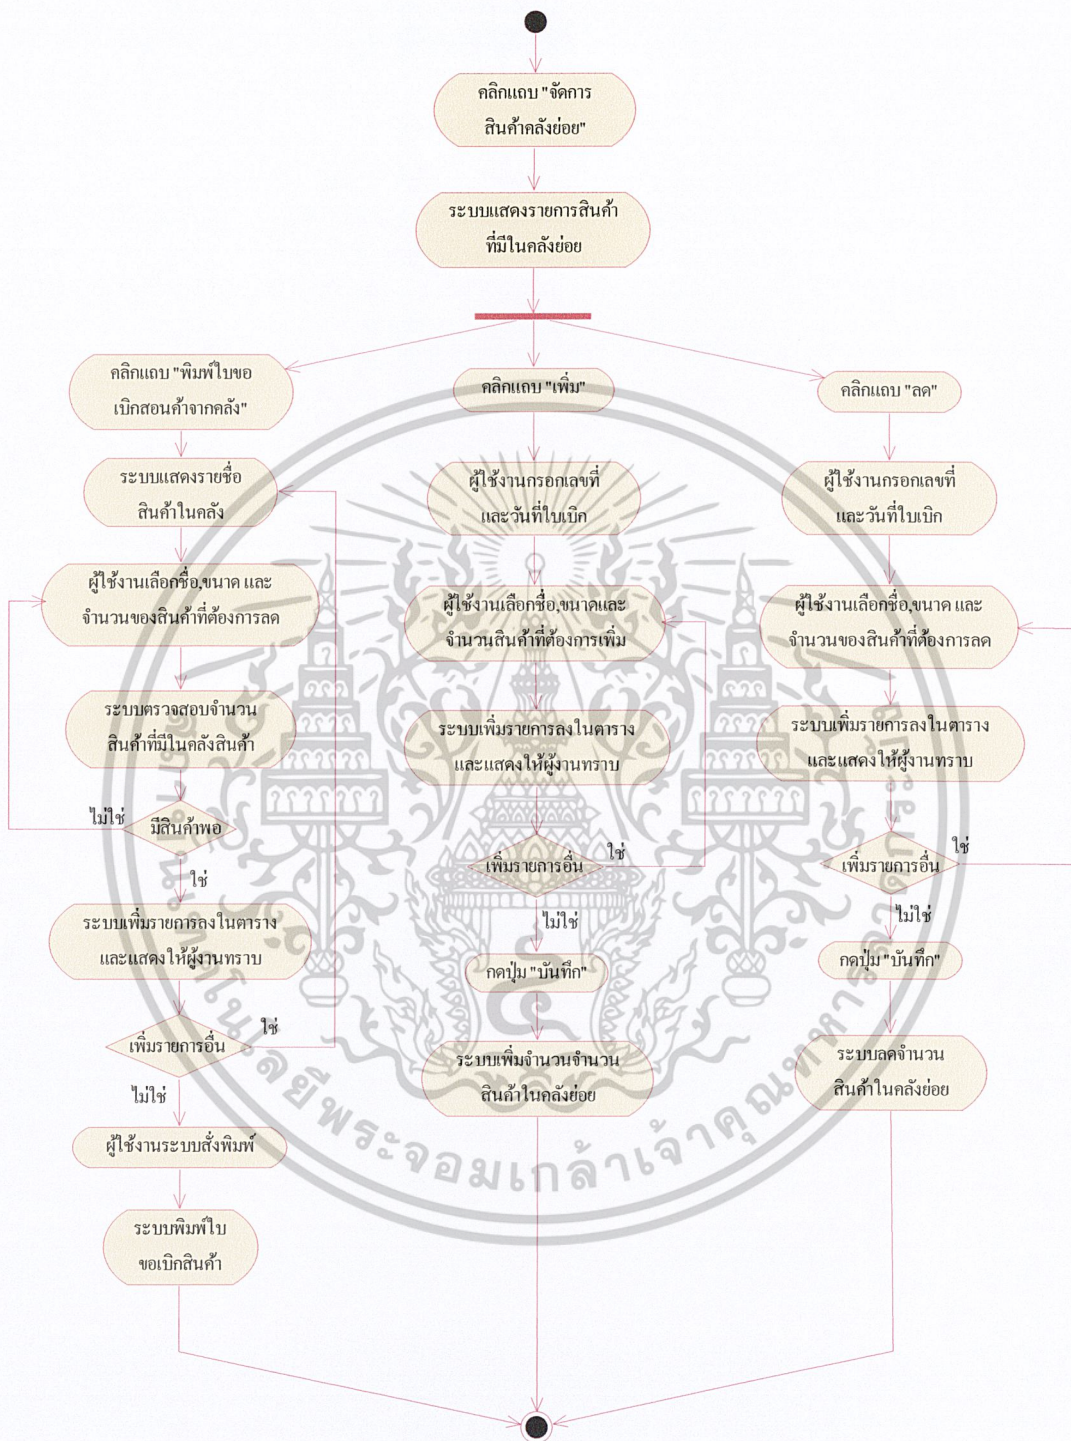 คลิกแถบ "จัดการ
สินค้าคลังย่อย"
ระบบแสดงรายการสินค้า
ที่มีในคลังย่อย
คลิกแถบ "พิมพ์ใบขอ
เบิกสอนค้าจากคลัง"
ระบบแสดงรายชื่อ
สินค้าในคลัง
ผู้ใช้งานเลือกชื่อ,ขนาด และ
จำนวนของสินค้าที่ต้องการลด
ระบบตรวจสอบจำนวน
สินค้าที่มีในคลังสินค้า
มีสินค้าพอ
ไม่ใช่
ใช่
ระบบเพิ่มรายการลงในตาราง
และแสดงให้ผู้งานทราบ
เพิ่มรายการอื่น
ใช่
ไม่ใช่
ผู้ใช้งานระบบสั่งพิมพ์
ระบบพิมพ์ใบ
ขอเบิกสินค้า
คลิกแถบ "เพิ่ม"
ผู้ใช้งานกรอกเลขที่
และวันที่ใบเบิก
ผู้ใช้งานเลือกชื่อ,ขนาดและ
จำนวนสินค้าที่ต้องการเพิ่ม
ระบบเพิ่มรายการลงในตาราง
และแสดงให้ผู้งานทราบ
เพิ่มรายการอื่น
ใช่
ไม่ใช่
กดปุ่ม "บันทึก"
ระบบเพิ่มจำนวนจำนวน
สินค้าในคลังย่อย
คลิกแถบ "ลด"
ผู้ใช้งานกรอกเลขที่
และวันที่ใบเบิก
ผู้ใช้งานเลือกชื่อ,ขนาด และ
จำนวนของสินค้าที่ต้องการลด
ระบบเพิ่มรายการลงในตาราง
และแสดงให้ผู้งานทราบ
เพิ่มรายการอื่น
ใช่
ไม่ใช่
กดปุ่ม "บันทึก"
ระบบลดจำนวน
สินค้าในคลังย่อย
พระจอมเกล้าเจ้าคุณทหาร